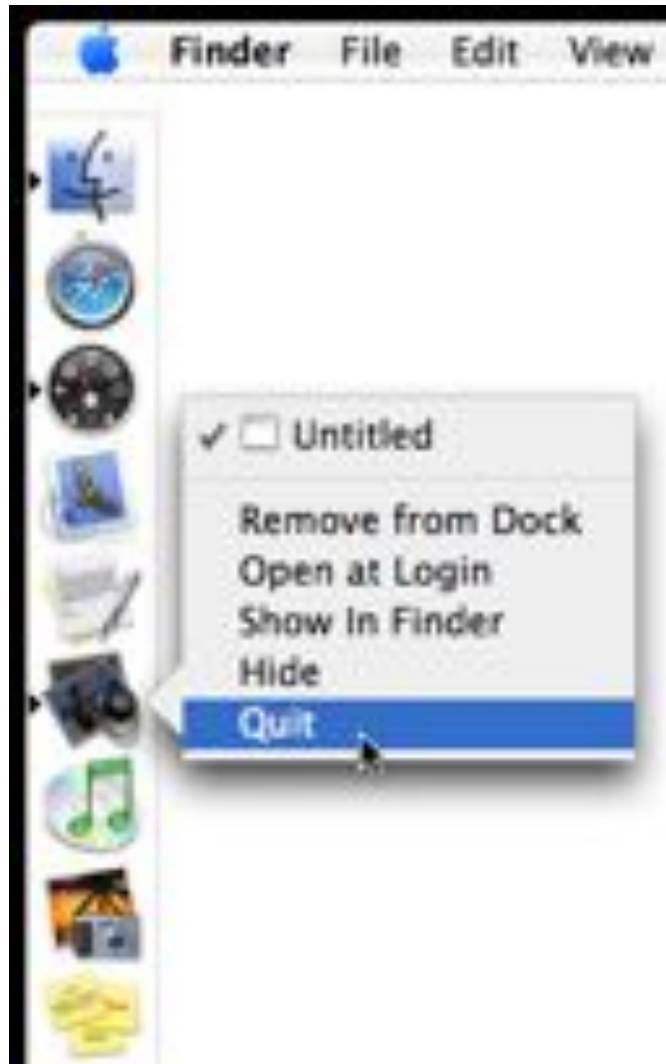 Finder File Edit View
Untitled
Remove from Dock
Open at Login
Show In Finder
Hide
Quit